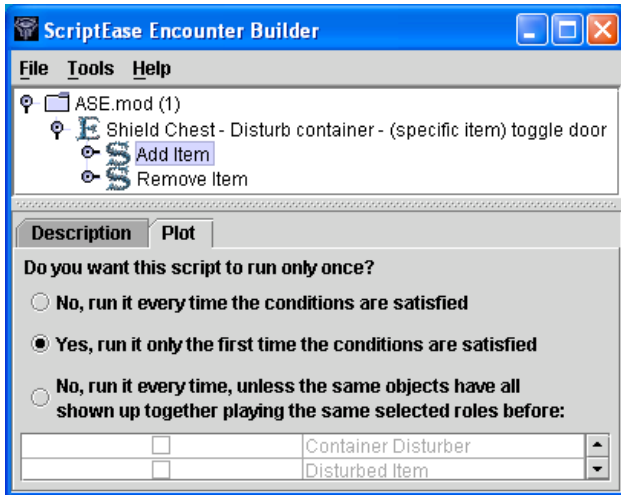 ScriptEase Encounter Builder
File Tools Help
ASE.mod (1)
Shield Chest - Disturb container - (specific item) toggle door
Add Item
Remove Item
Description Plot
Do you want this script to run only once?
No, run it every time the conditions are satisfied
Yes, run it only the first time the conditions are satisfied
No, run it every time, unless the same objects have all
shown up together playing the same selected roles before:
Container Disturber
Disturbed Item